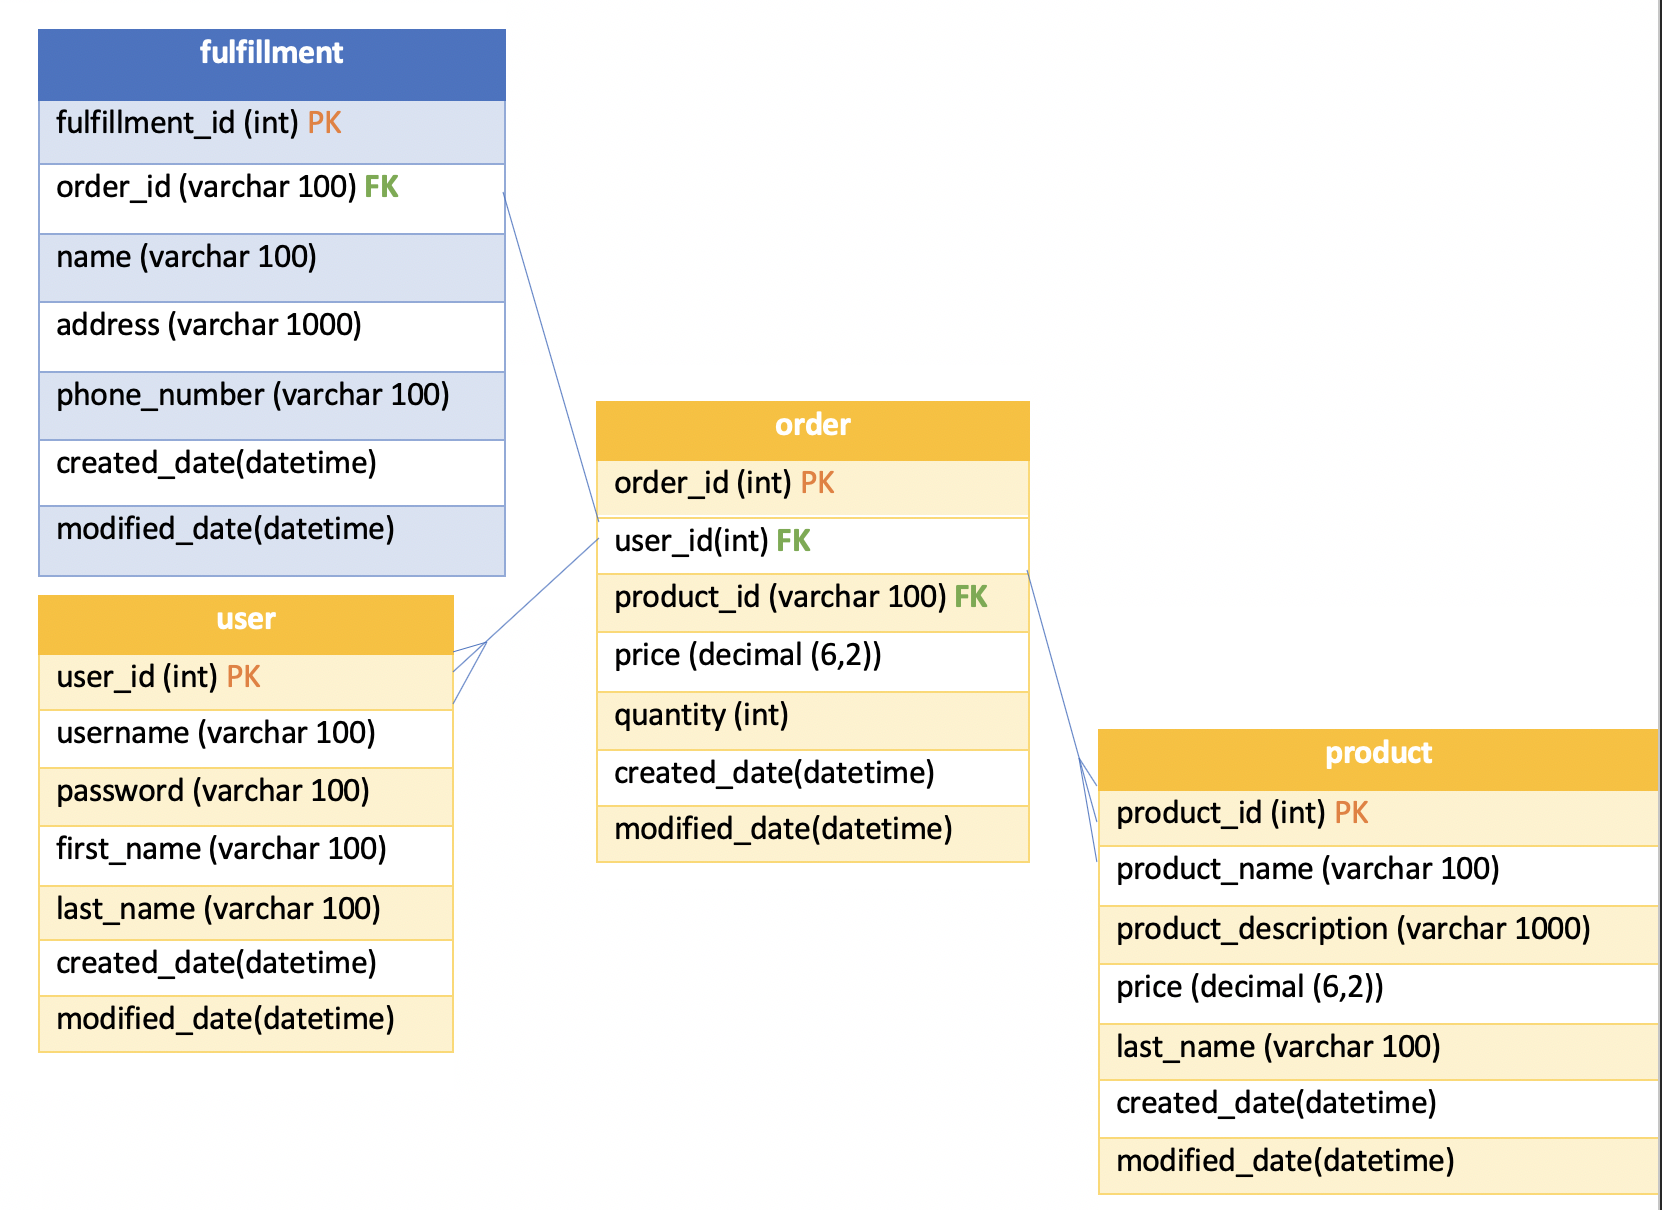 fulfillment
fulfillment_id (int) PK
order_id (varchar 100) FK
name (varchar 100)
address (varchar 1000)
phone_number (varchar 100)
created_date(datetime)
modified_date(datetime)
user
user_id (int) PK
username (varchar 100)
password (varchar 100)
first_name (varchar 100)
last_name (varchar 100)
created_date(datetime)
modified_date(datetime)
order
order_id (int) PK
user_id(int) FK
product_id (varchar 100) FK
price (decimal (6,2))
quantity (int)
created_date(datetime)
modified_date(datetime)
product
product_id (int) PK
product_name (varchar 100)
product_description (varchar 1000)
price (decimal (6,2))
last_name (varchar 100)
created_date(datetime)
modified_date(datetime)